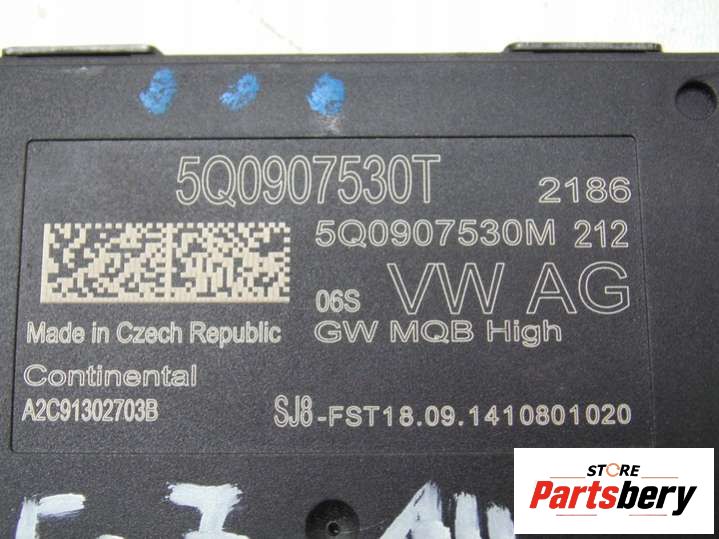 5Q0907530T 2186
5Q0907530M 212
06S VW AG
Made in Czech Republic GW MQB High
Continental
A2C91302703B SJ8-FST18.09.1410801020
STORE
Partsbery